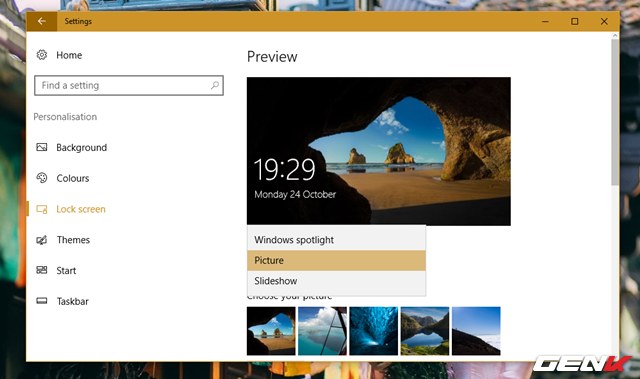 Settings
Home
Find a setting
Personalisation
Background
Colours
Lock screen
Themes
Start
Taskbar
Preview
19:29
Monday 24 October
Windows spotlight
Picture
Slideshow
Choose your picture
GENK